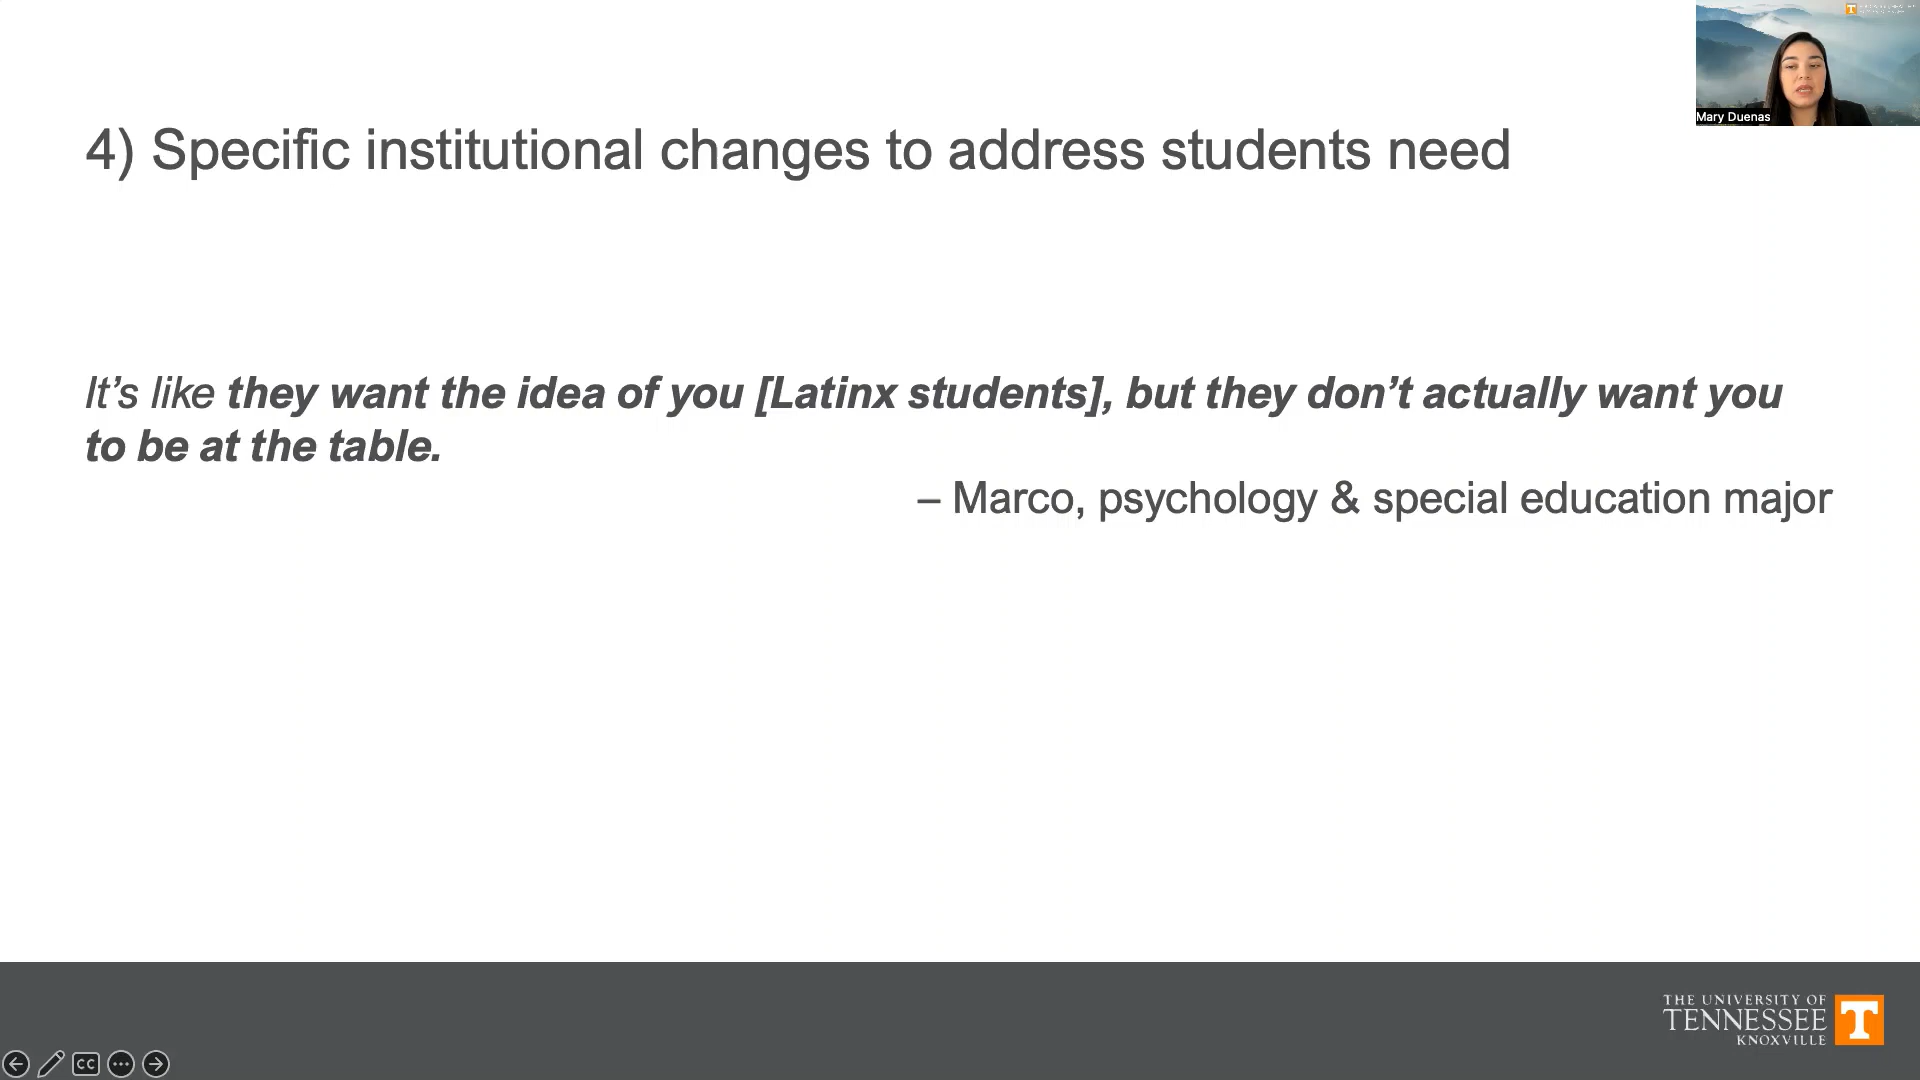 Mary Duenas
4) Specific institutional changes to address students need
It’s like they want the idea of you [Latinx students], but they don’t actually want you
to be at the table.
– Marco, psychology & special education major
THE UNIVERSITY OF
TENNESSEE
KNOXVILLE
T
CC